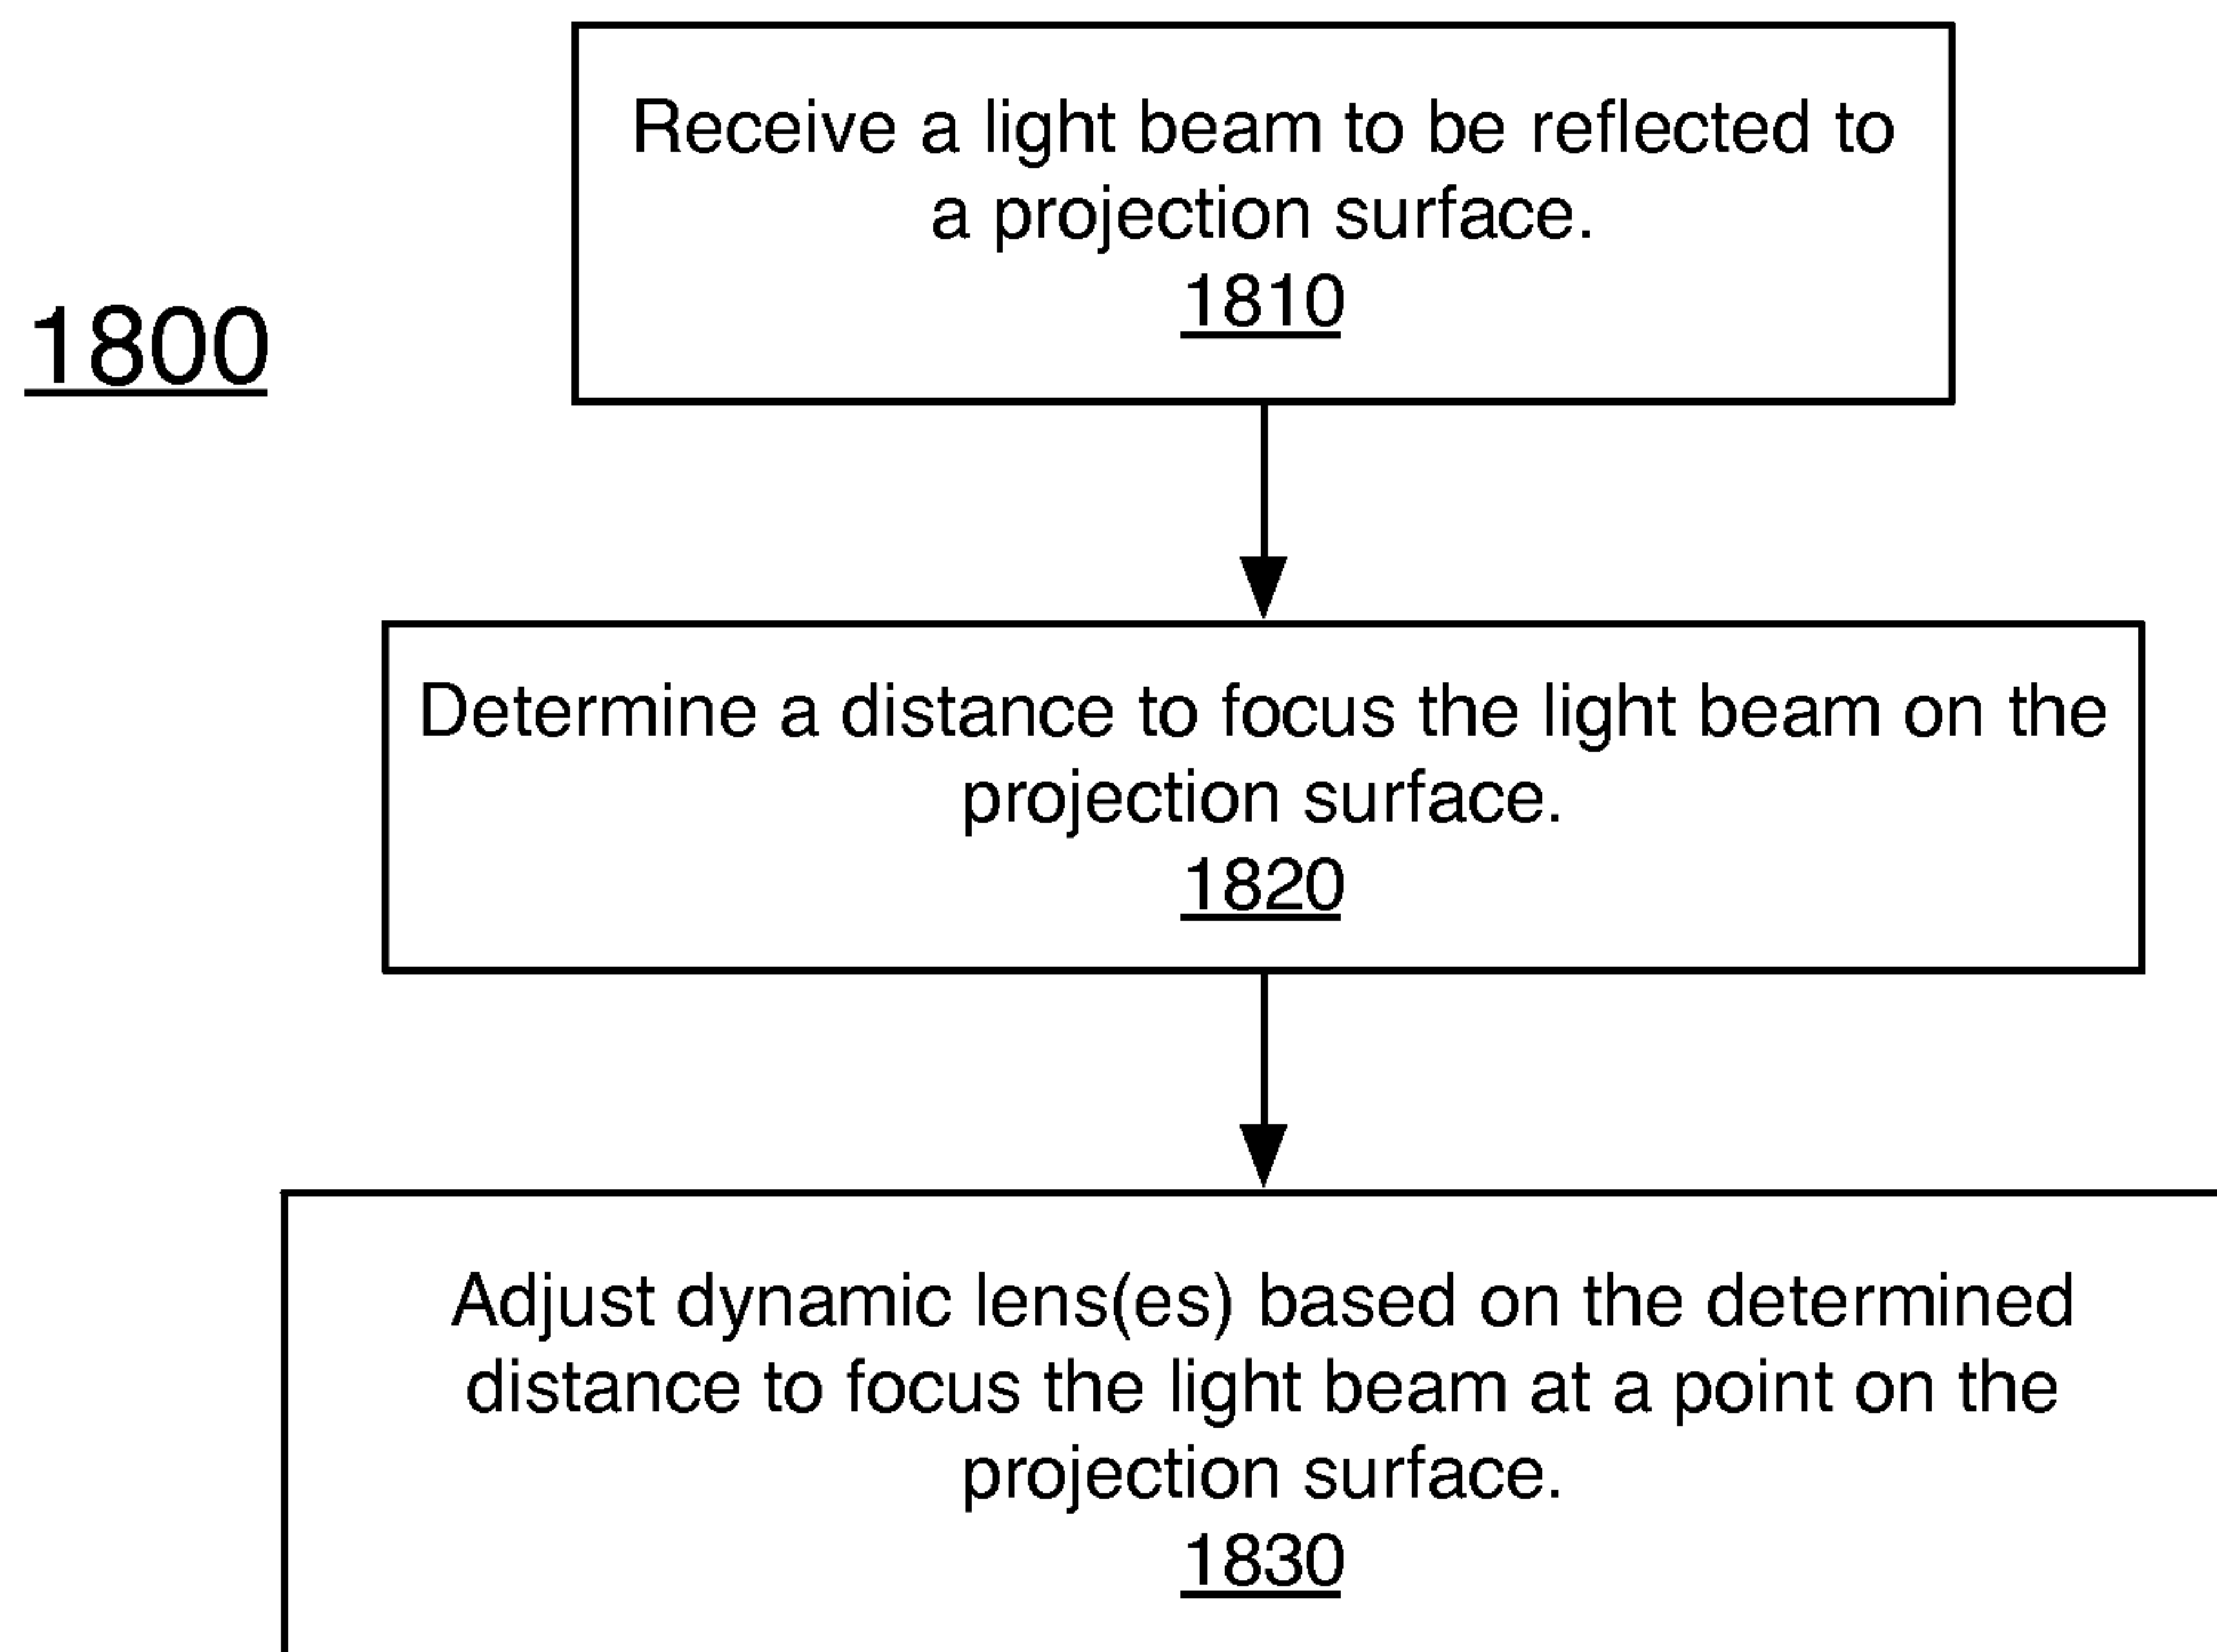 1800
Receive a light beam to be reflected to
a projection surface.
1810
Determine a distance to focus the light beam on the
projection surface.
1820
Adjust dynamic lens(es) based on the determined
distance to focus the light beam at a point on the
projection surface.
1830